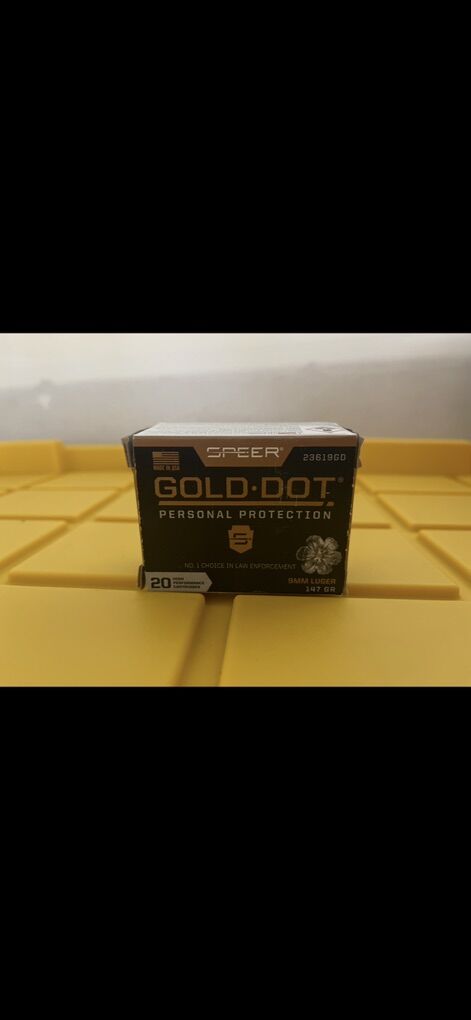 SPEER®
23619GD
MADE IN USA
GOLD·DOT®
PERSONAL PROTECTION
S
NO. 1 CHOICE IN LAW ENFORCEMENT
20 HIGH
PERFORMANCE
CARTRIDGES
9MM LUGER
147 GR